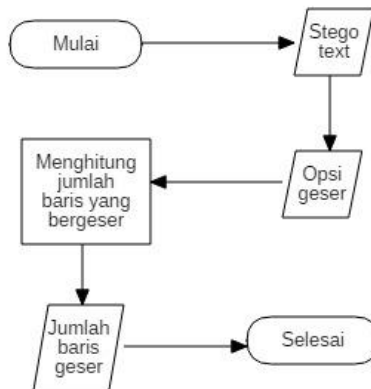 Mulai
Stego
text
Opsi
geser
Menghitung
jumlah
baris yang
bergeser
Jumlah
baris
geser
Selesai